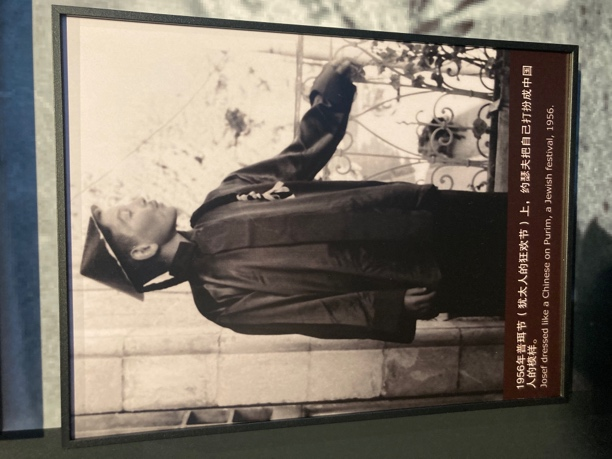 1956年普珥节（犹太人的狂欢节）上，约瑟夫把自己打扮成中国
人的模样。
Josef dressed like a Chinese on Purim, a Jewish festival, 1956.